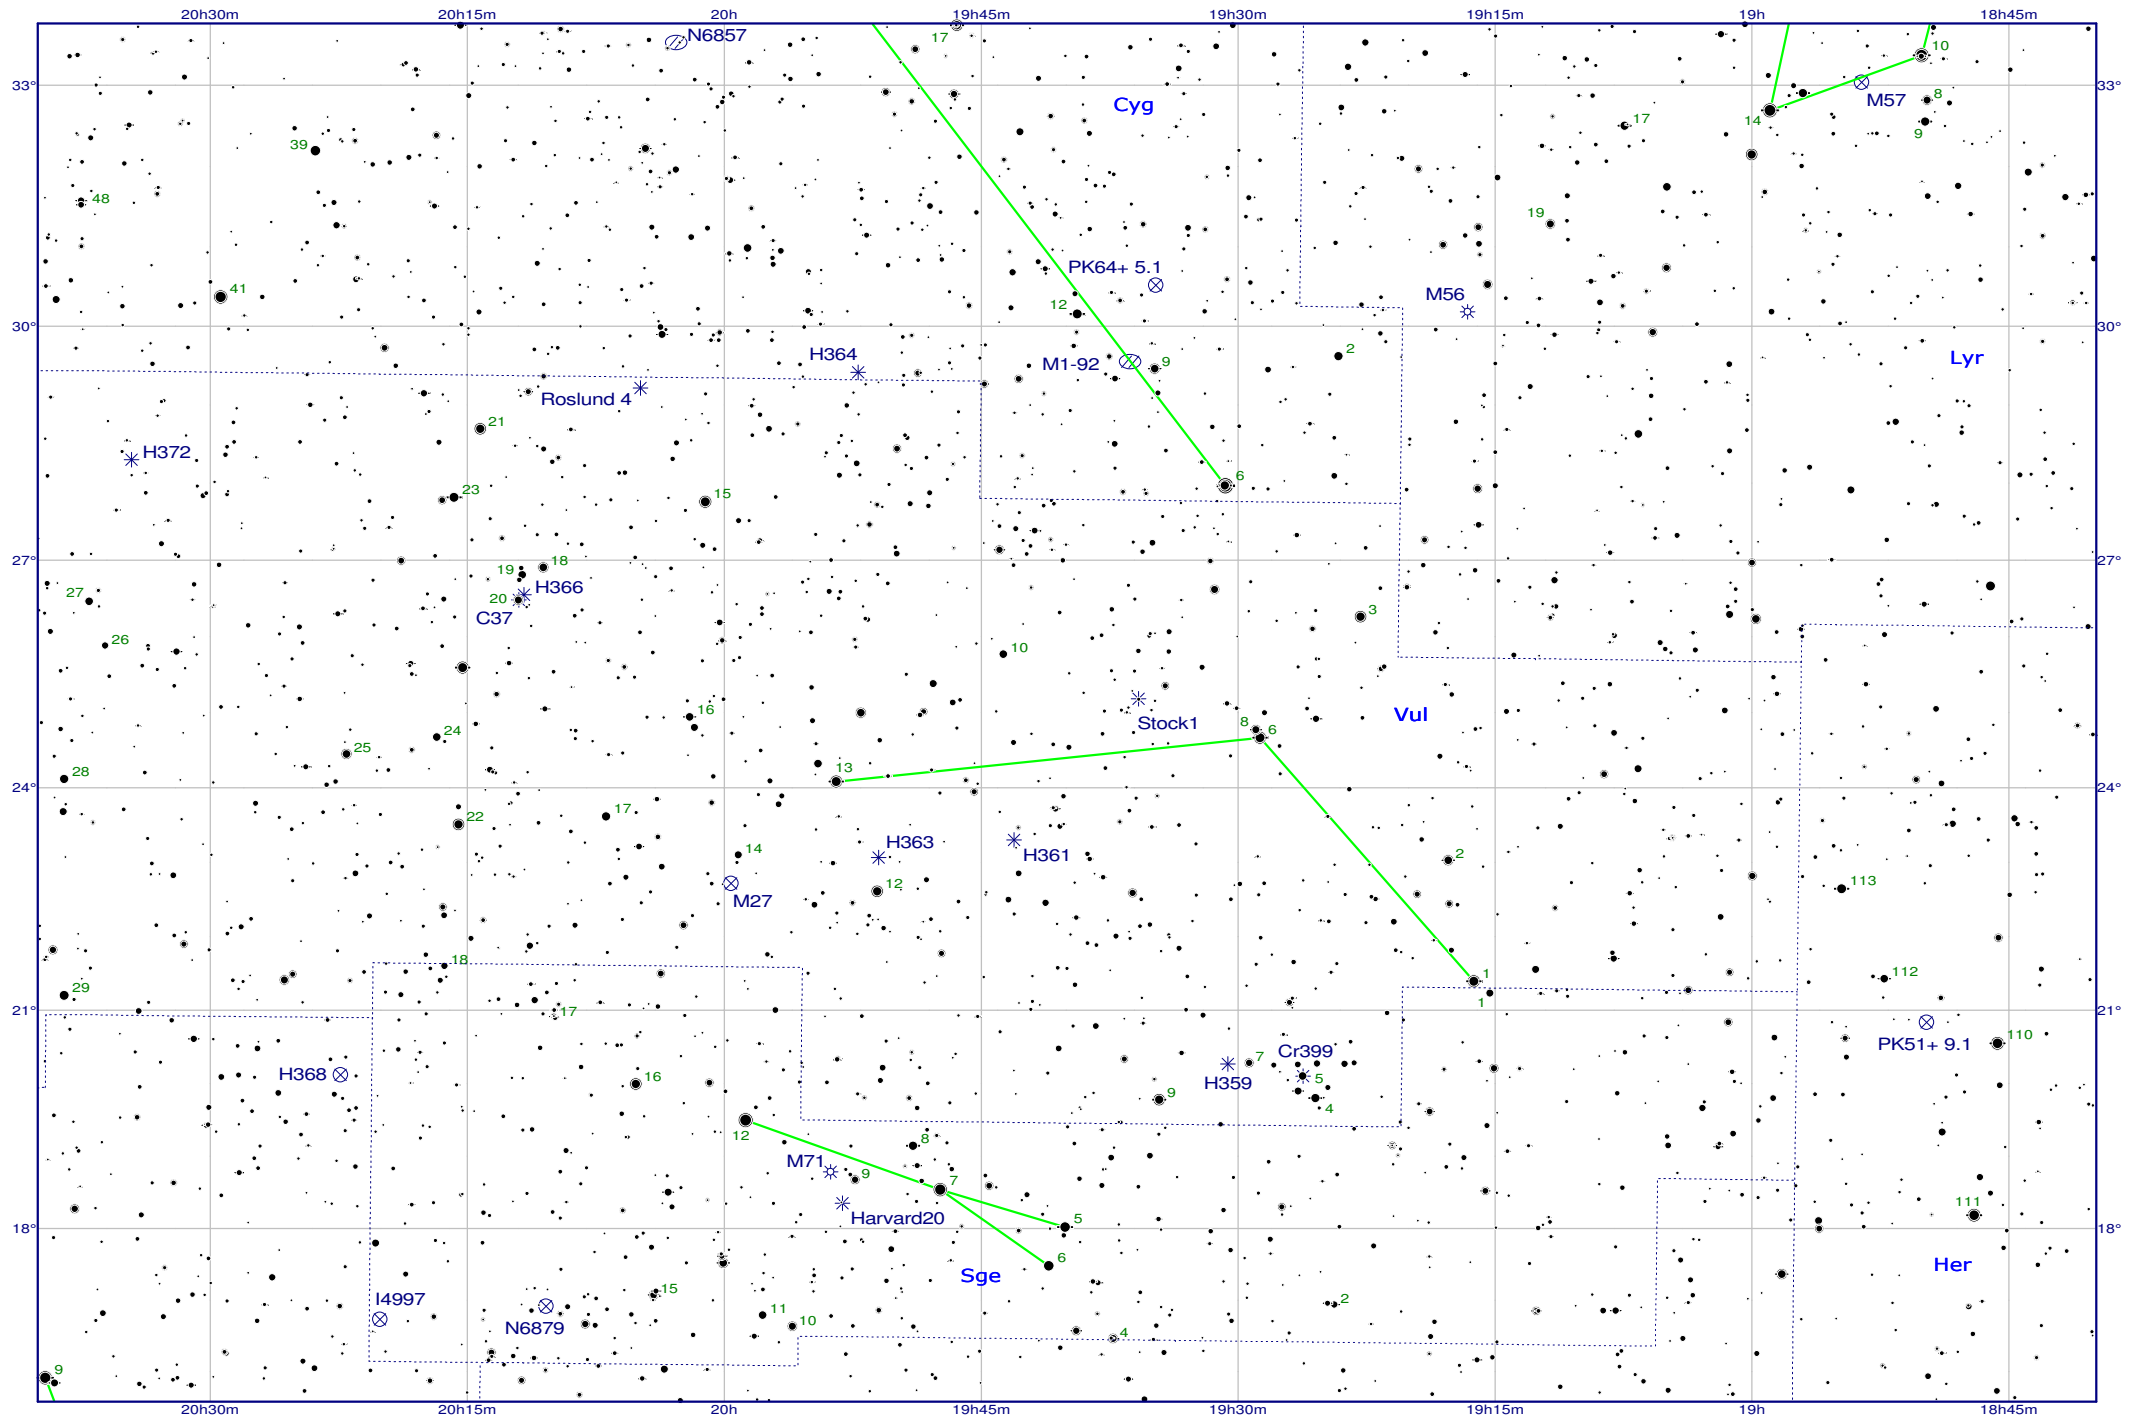 20h30m 20h15m 20h 19h45m 19h30m 19h15m 19h 18h45m
N6857 17 10
33° 33°
Cyg M57 8
14 17 9
39
48
19
PK64+ 5.1
41 M56
12
30° 30°
H364 2 Lyr
M1-92 9
Roslund 4
21
H372
6
23 15
27° 27°
19 18
H366
27 20
C37 3
26 10
16 Stock1 Vul
8 6
24
25
28 13
24° 24°
17
22
H363 H361 2
14
12 113
M27
18 1
112
29 1
21° 21°
17 110
H368 7 Cr399 PK51+ 9.1
16 H359 5
9 4
12 8
M71 9
7
Harvard20 5 111
18° 18°
6
Sge Her
15
I4997 2
N6879 11 10 4
9
20h30m 20h15m 20h 19h45m 19h30m 19h15m 19h 18h45m